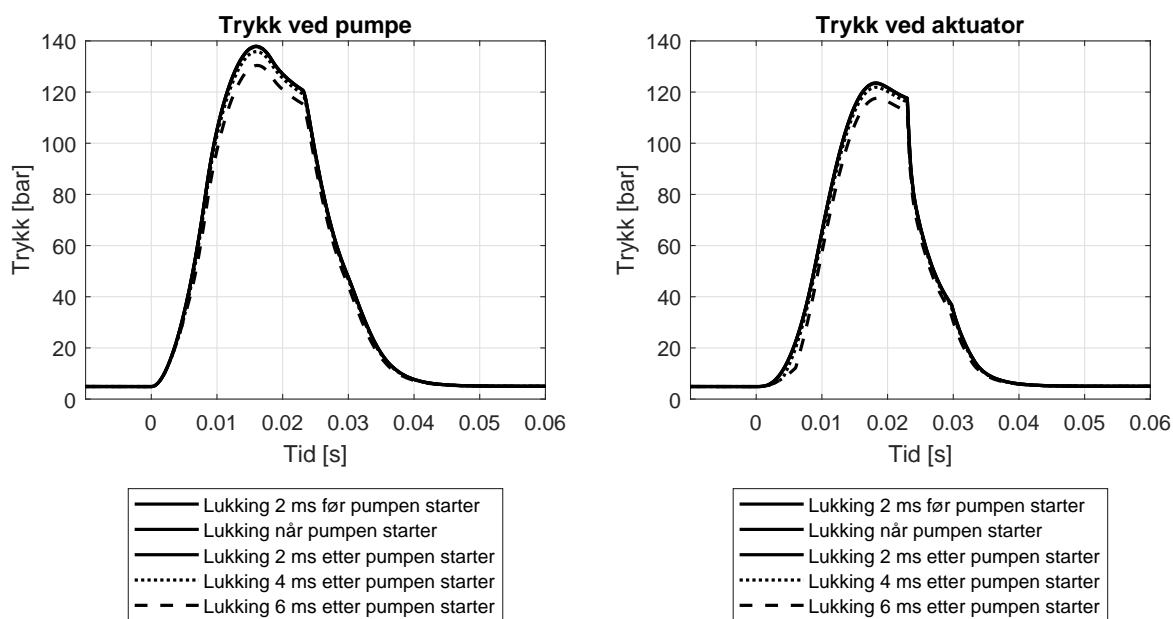 Trykk ved pumpe
140
120
100
80
60
40
20
0
Trykk [bar]
0 0.01 0.02 0.03 0.04 0.05 0.06
Tid [s]
Lukking 2 ms før pumpen starter
Lukking når pumpen starter
Lukking 2 ms etter pumpen starter
Lukking 4 ms etter pumpen starter
Lukking 6 ms etter pumpen starter
Trykk ved aktuator
140
120
100
80
60
40
20
0
Trykk [bar]
0 0.01 0.02 0.03 0.04 0.05 0.06
Tid [s]
Lukking 2 ms før pumpen starter
Lukking når pumpen starter
Lukking 2 ms etter pumpen starter
Lukking 4 ms etter pumpen starter
Lukking 6 ms etter pumpen starter